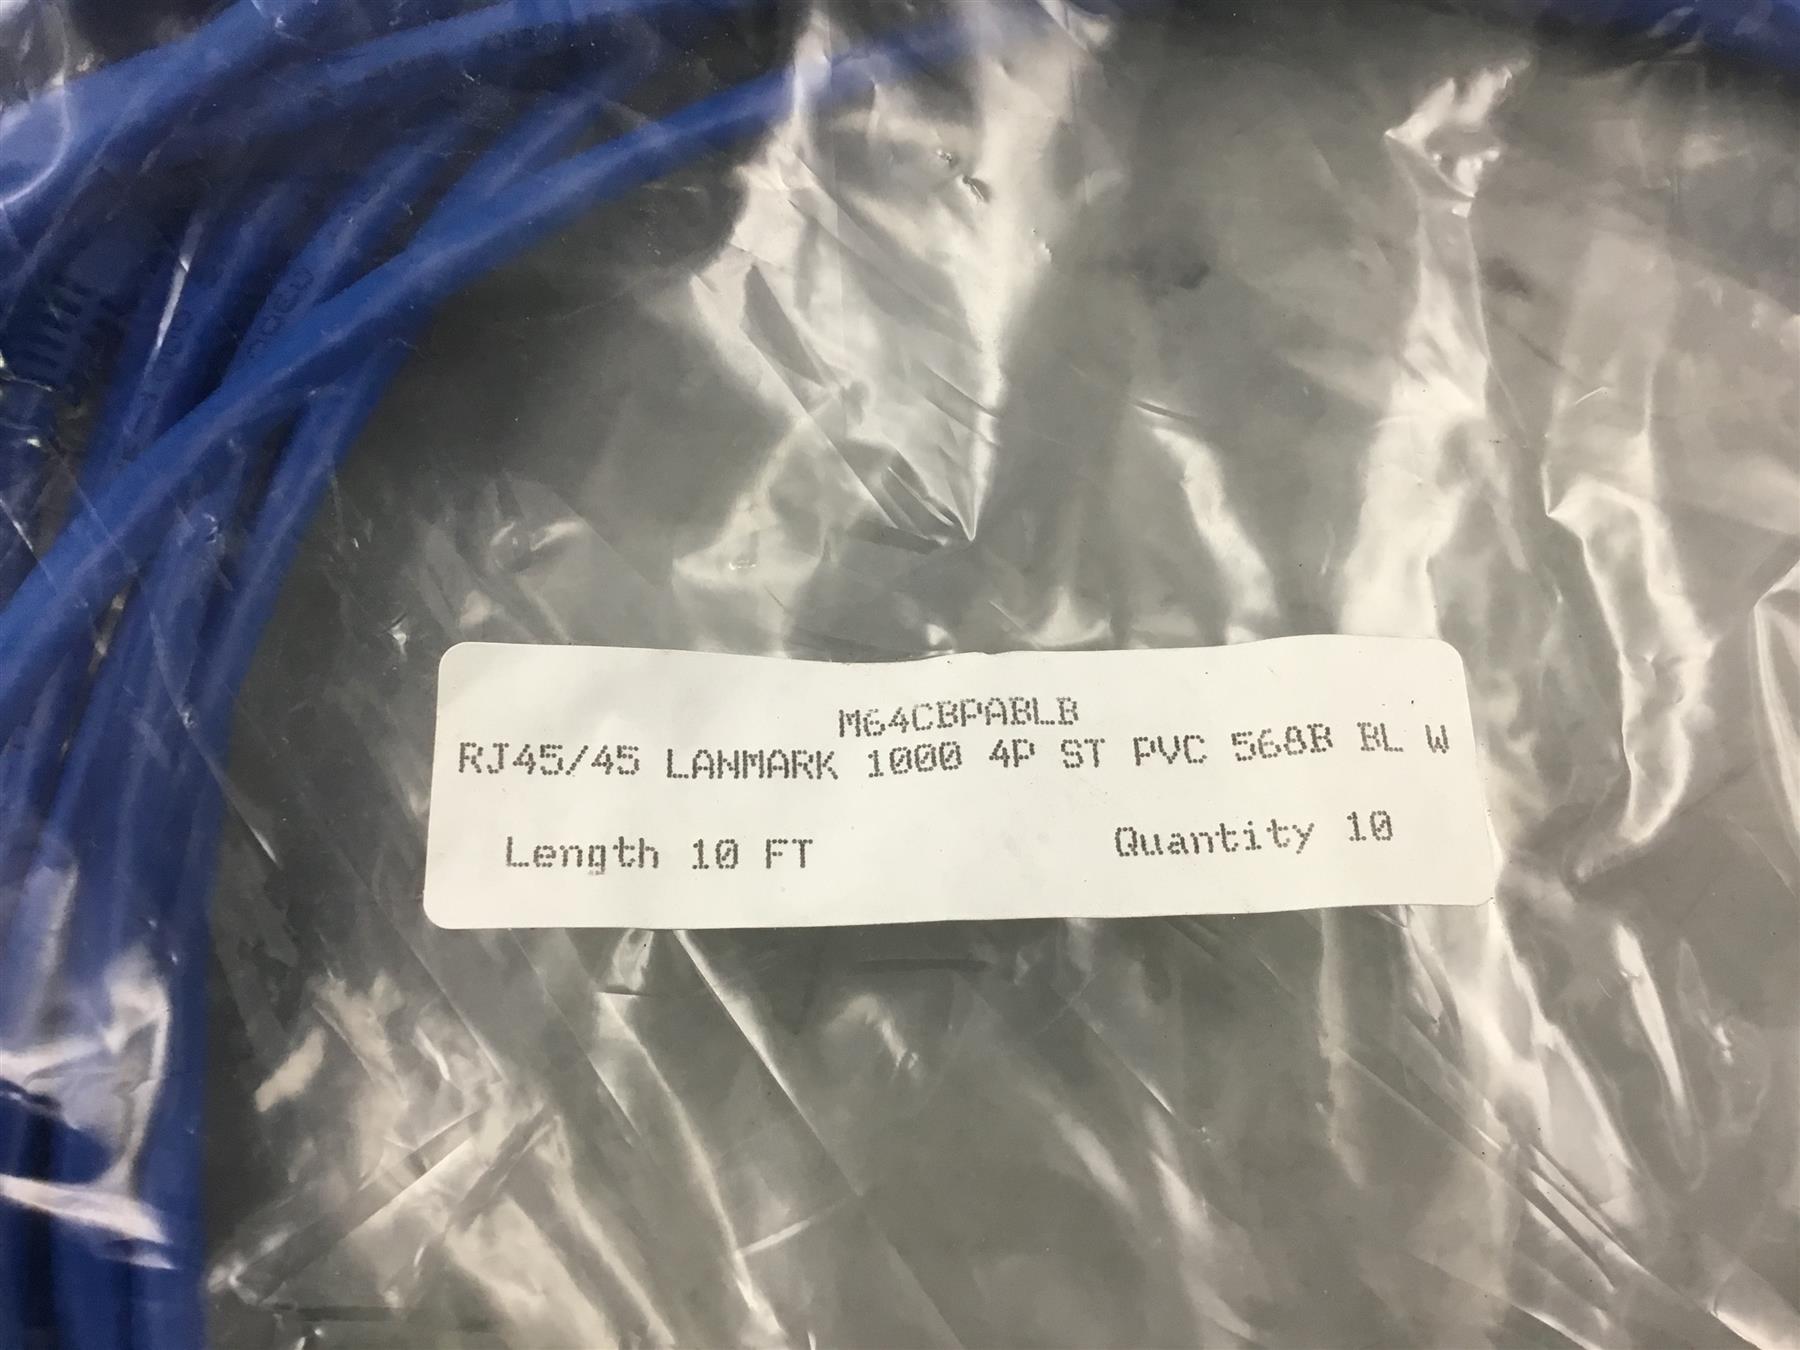 M64CBPABLB
RJ45/45 LANMARK 1000 4P ST PVC 568B BL W
Length 10 FT Quantity 10